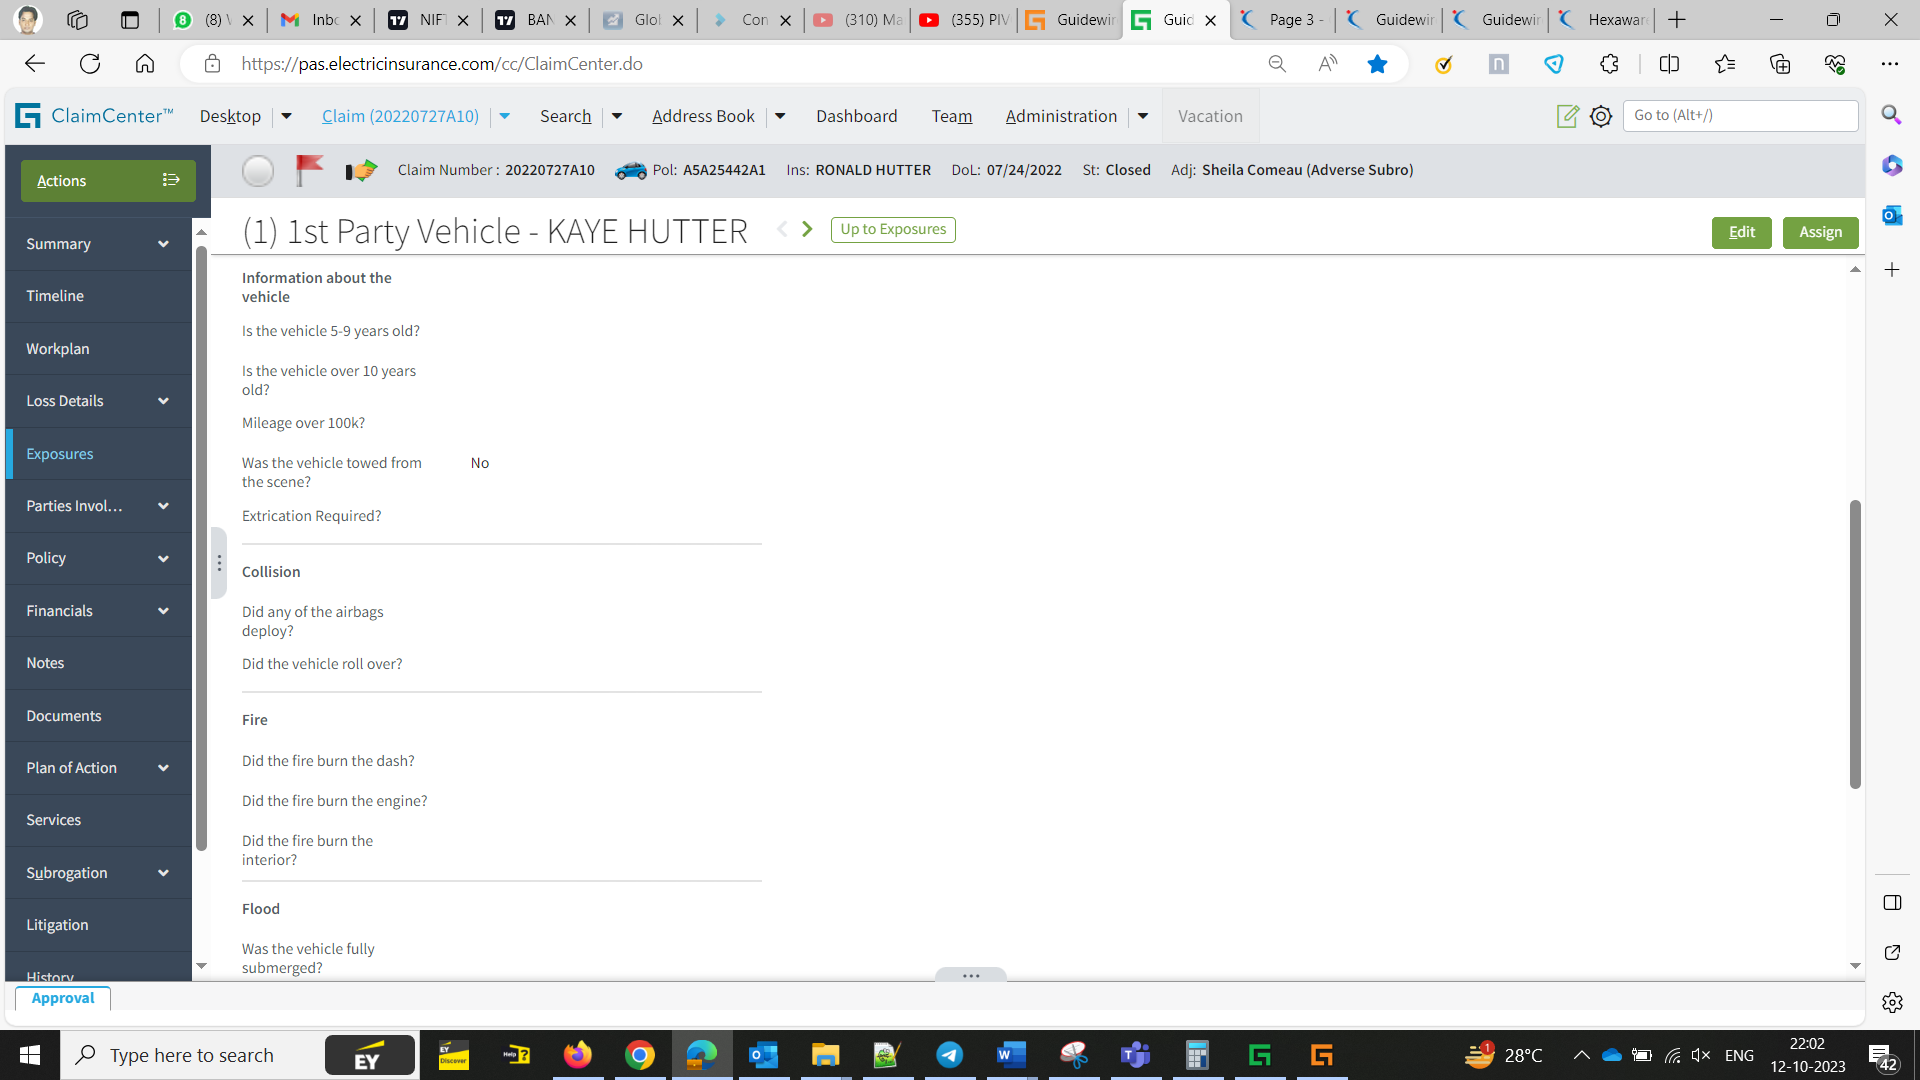 (8)
Inb
NIF
BAN
Glo
Con
(310) Ma
(355) PIV
Guidewi
Guid
Page 3 -
Guidewir
Guidewi
Hexawar
https://pas.electricinsurance.com/cc/ClaimCenter.do
ClaimCenter™
Desktop
Claim (20220727A10)
Search
Address Book
Dashboard
Team
Administration
Vacation
Go to (Alt+/)
Actions
Claim Number : 20220727A10 Pol: A5A25442A1 Ins: RONALD HUTTER DoL: 07/24/2022 St: Closed Adj: Sheila Comeau (Adverse Subro)
(1) 1st Party Vehicle - KAYE HUTTER
Up to Exposures
Edit
Assign
Summary
Timeline
Workplan
Loss Details
Exposures
Parties Invol...
Policy
Financials
Notes
Documents
Plan of Action
Services
Subrogation
Litigation
History
Information about the
vehicle
Is the vehicle 5-9 years old?
Is the vehicle over 10 years
old?
Mileage over 100k?
Was the vehicle towed from No
the scene?
Extrication Required?
Collision
Did any of the airbags
deploy?
Did the vehicle roll over?
Fire
Did the fire burn the dash?
Did the fire burn the engine?
Did the fire burn the
interior?
Flood
Was the vehicle fully
submerged?
Approval
Type here to search
EY
EY
Discover
Help ?
1
28°C
ENG
22:02
12-10-2023
42